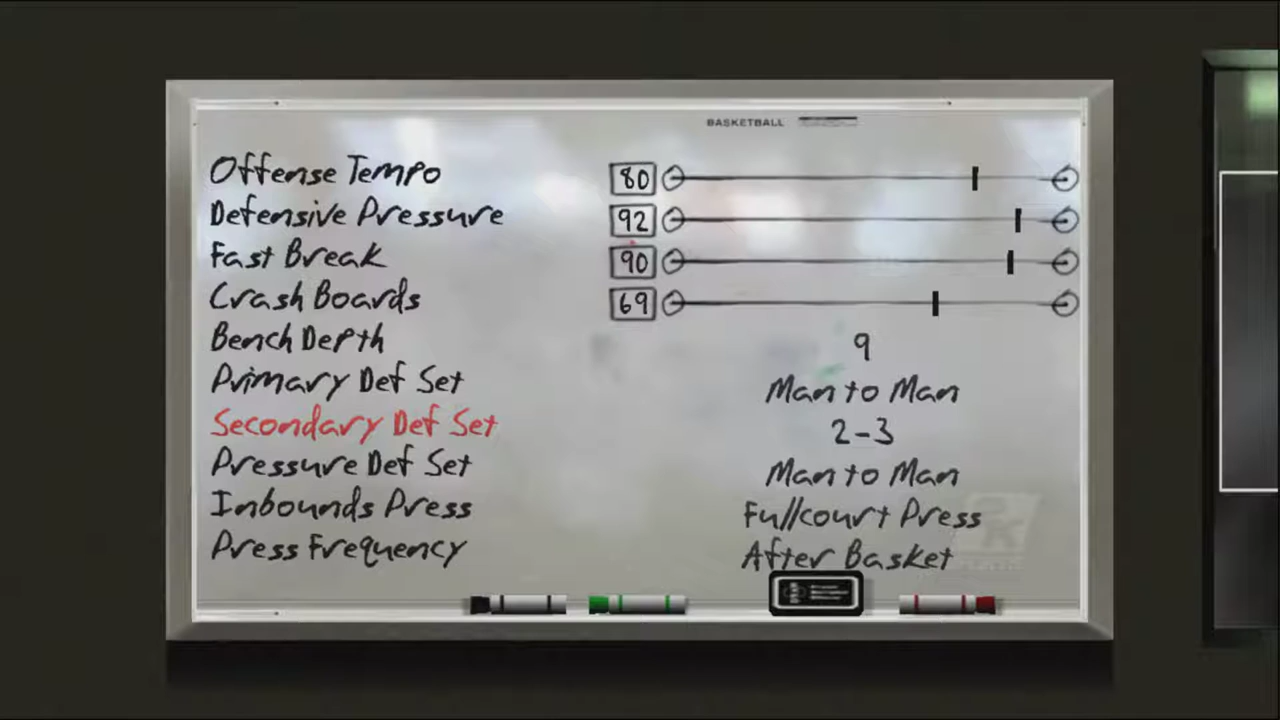 BASKETBALL
Offense Tempo 80
Defensive Pressure 92
Fast Break 90
Crash Boards 69
Bench Depth 9
Primary Def Set Man to Man
Secondary Def Set 2-3
Pressure Def Set Man to Man
Inbounds Press Fullcourt Press
Press Frequency After Basket